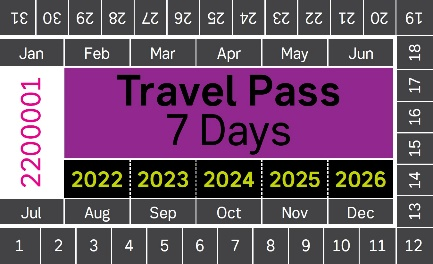 31 30 29 28 27 26 25 24 23 22 21 20 19
Jan Feb Mar Apr May Jun 18
17
2200001
Travel Pass
7 Days
16
15
2022 2023 2024 2025 2026 14
Jul Aug Sep Oct Nov Dec 13
1 2 3 4 5 6 7 8 9 10 11 12